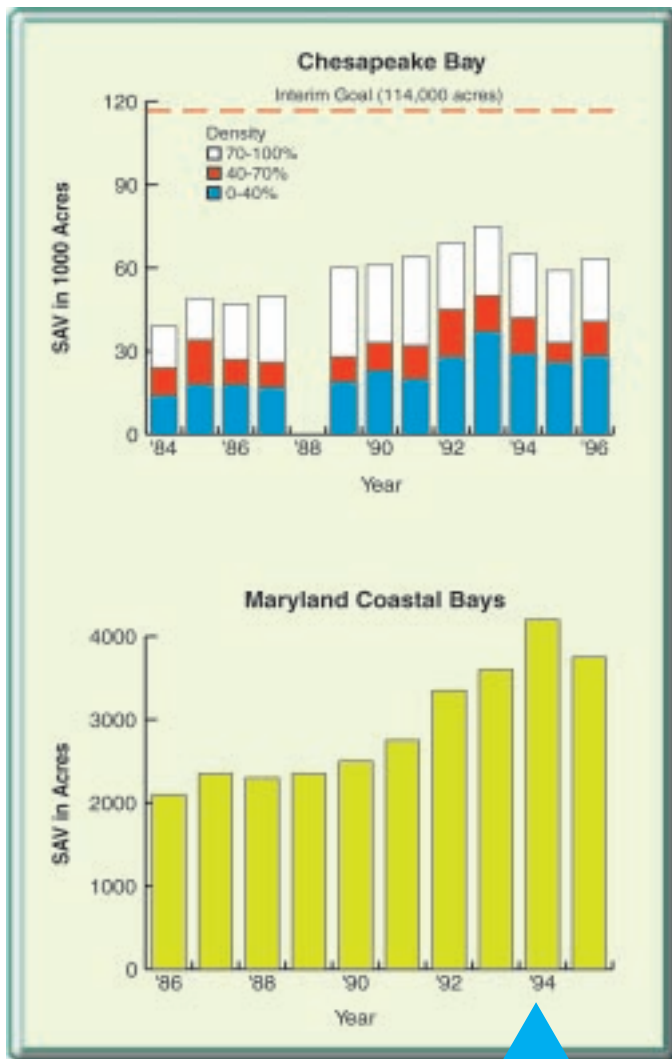 Chesapeake Bay
Interim Goal (114,000 acres)
120
90
60
30
0
SAV in 1000 Acres
Density
70-100%
40-70%
0-40%
'84 '86 '88 '90 '92 '94 '96
Year
Maryland Coastal Bays
4000
3000
2000
1000
0
SAV in Acres
'86 '88 '90 '92 '94
Year